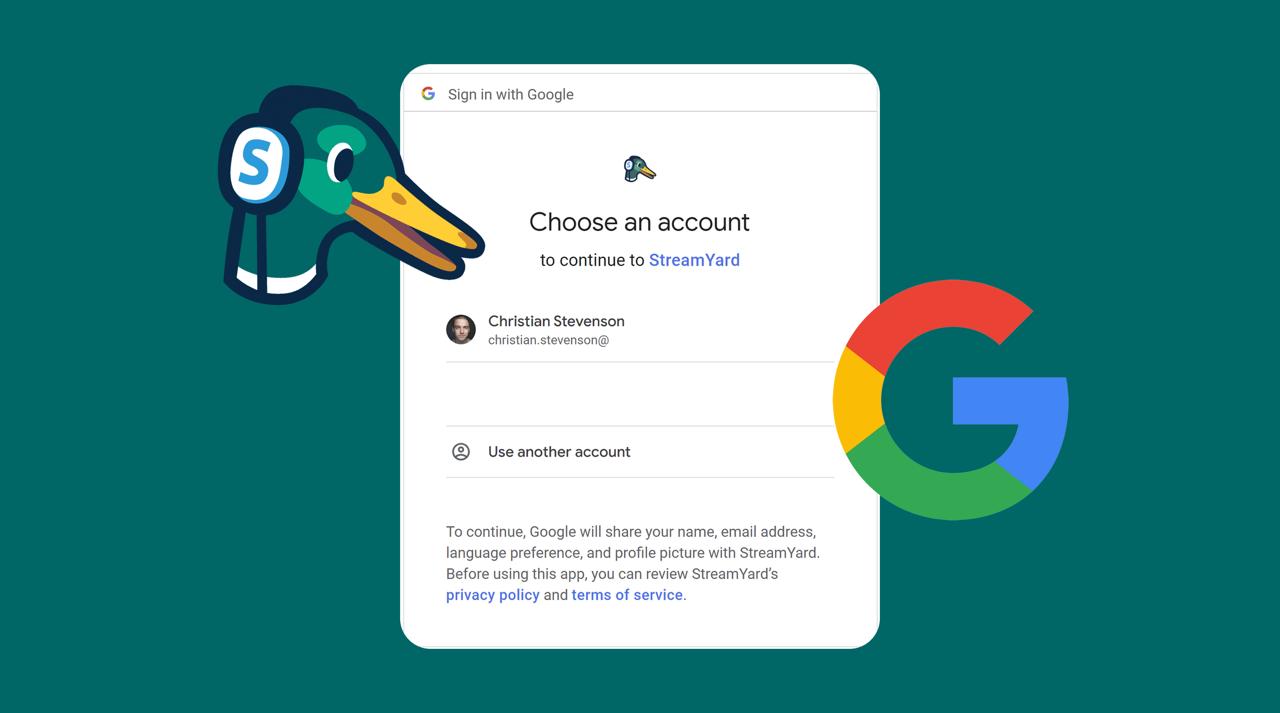 S
Sign in with Google
Choose an account
to continue to StreamYard
Christian Stevenson
christian.stevenson@
Use another account
To continue, Google will share your name, email address,
language preference, and profile picture with StreamYard.
Before using this app, you can review StreamYard’s
privacy policy and terms of service.